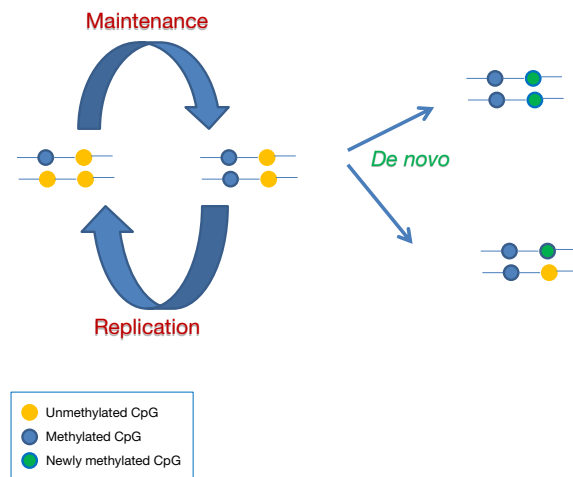 Maintenance
De novo
Replication
Unmethylated CpG
Methylated CpG
Newly methylated CpG